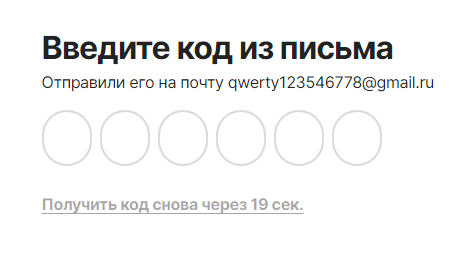 Введите код из письма
Отправили его на почту qwerty123546778@gmail.ru
Получить код снова через 19 сек.